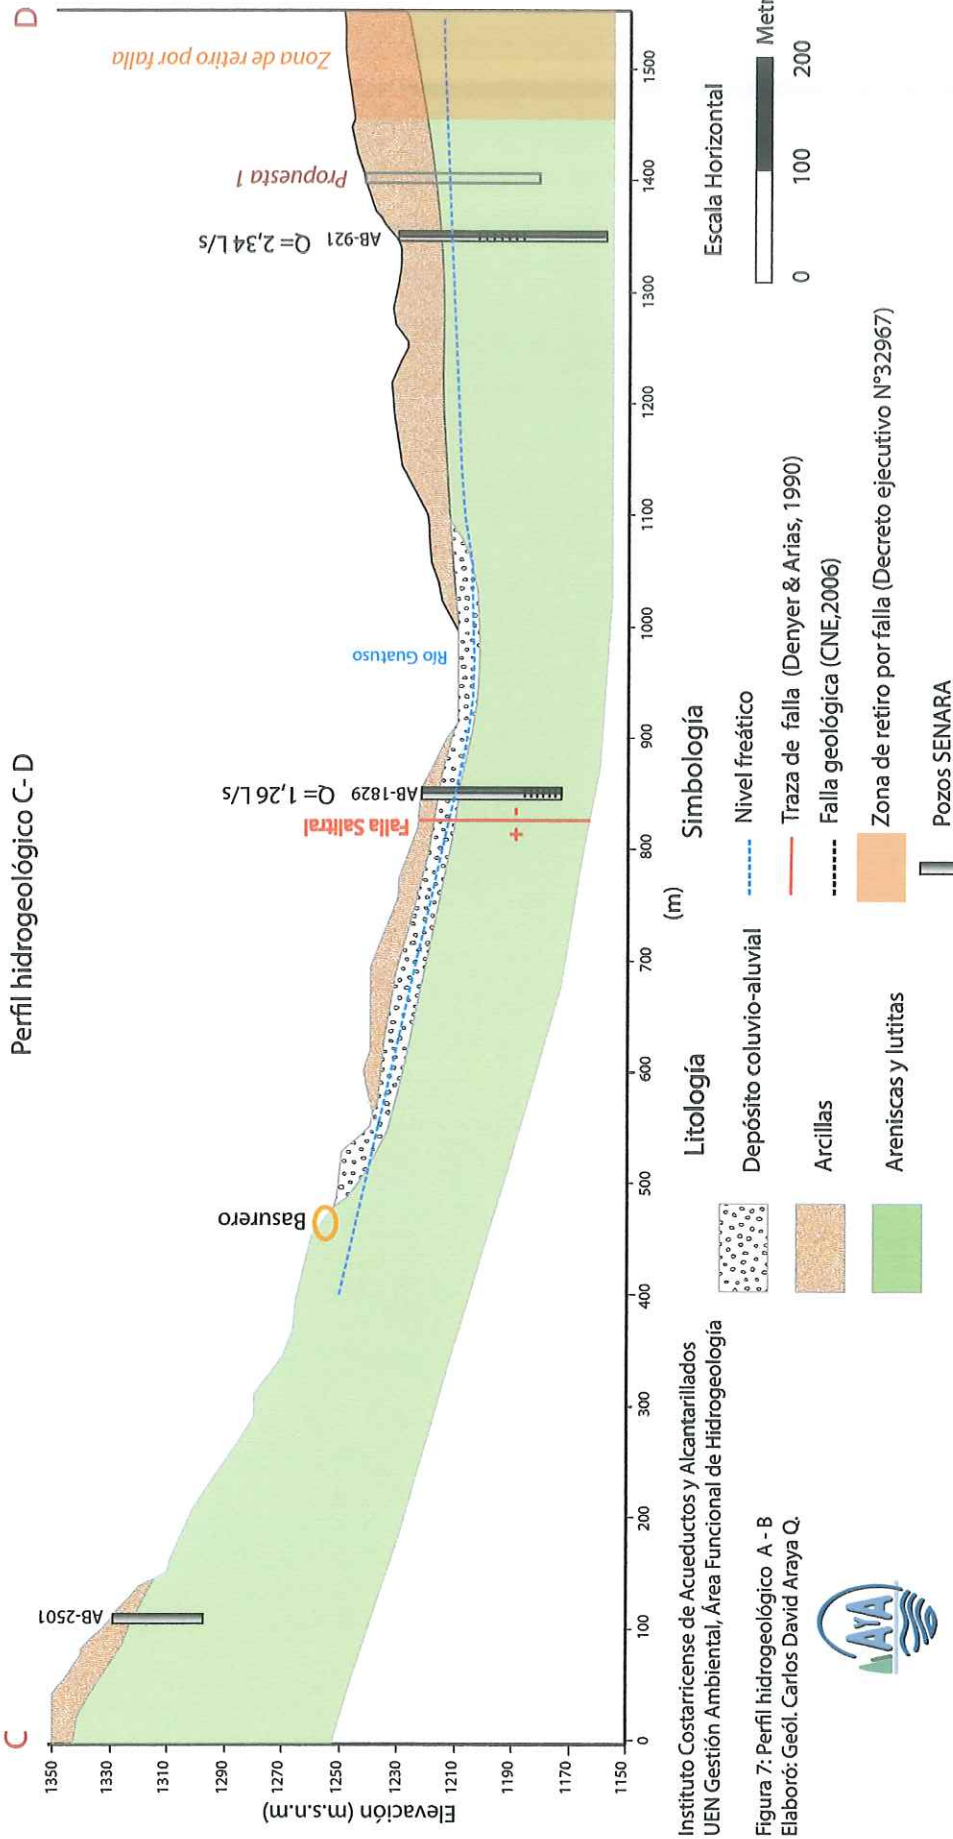 Perfil hidrogeológico C - D
C
D
Elevación (m.s.n.m)
1350
1330
1310
1290
1270
1250
1230
1210
1190
1170
1150
AB-2501
Basurero
Falla Salitral
+ -
AB-1829 Q= 1,26 L/s
Río Guatuso
AB-921 Q= 2,34 L/s
Propuesta 1
Zona de retiro por falla
0 100 200 300 400 500 600 700 800 900 1000 1100 1200 1300 1400 1500
(m)
Instituto Costarricense de Acueductos y Alcantarillados
UEN Gestión Ambiental, Área Funcional de Hidrogeología
Figura 7: Perfil hidrogeológico A - B
Elaboró: Geól. Carlos David Araya Q.
AYA
Litología
Depósito coluvio-aluvial
Arcillas
Areniscas y lutitas
Simbología
Nivel freático
Traza de falla (Denyer & Arias, 1990)
Falla geológica (CNE,2006)
Zona de retiro por falla (Decreto ejecutivo N°32967)
Pozos SENARA
Escala Horizontal
0 100 200